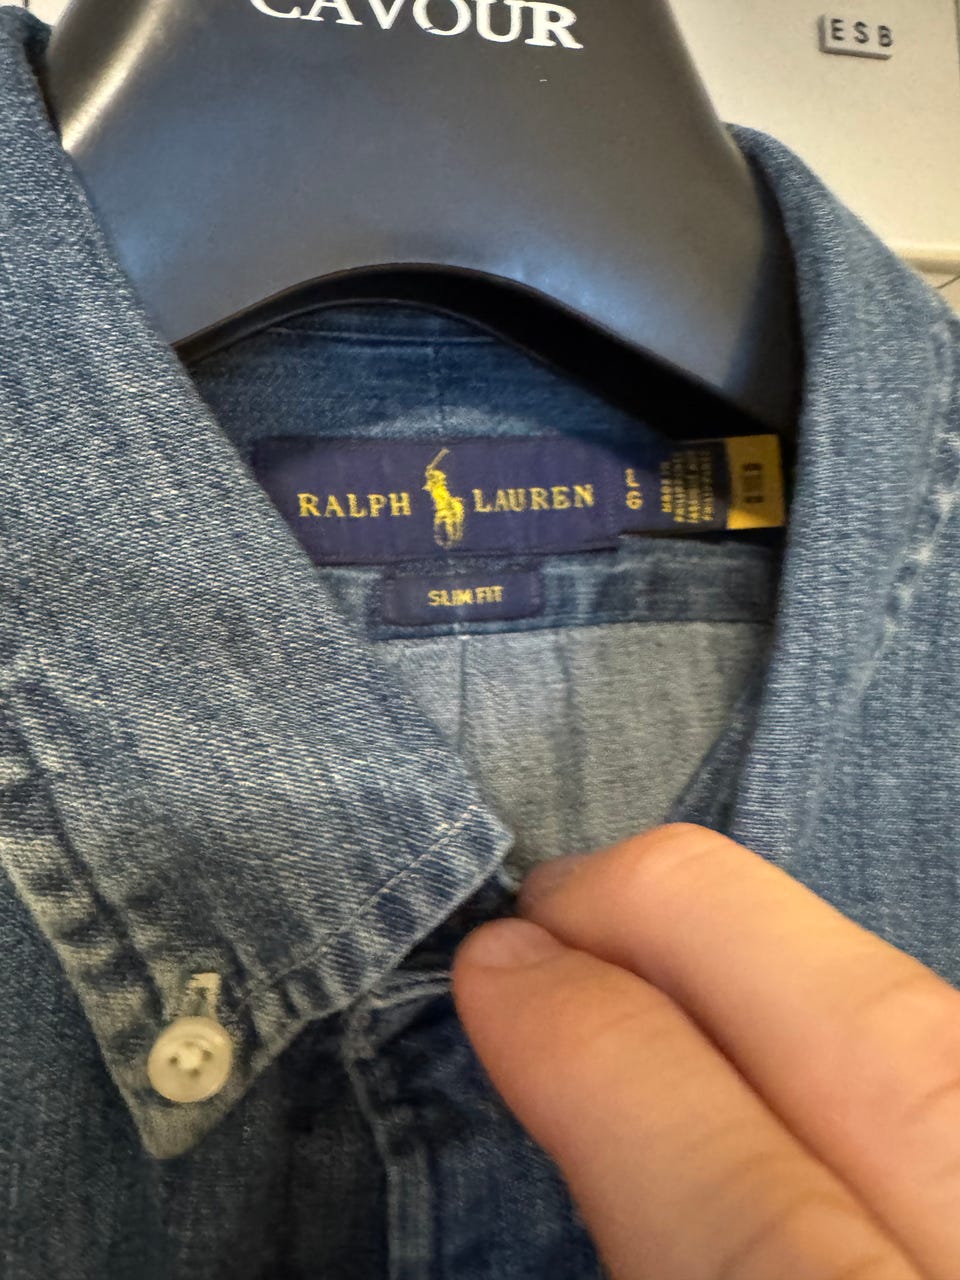 CAVOUR
ESB
RALPH LAUREN
L
G
SLIM FIT